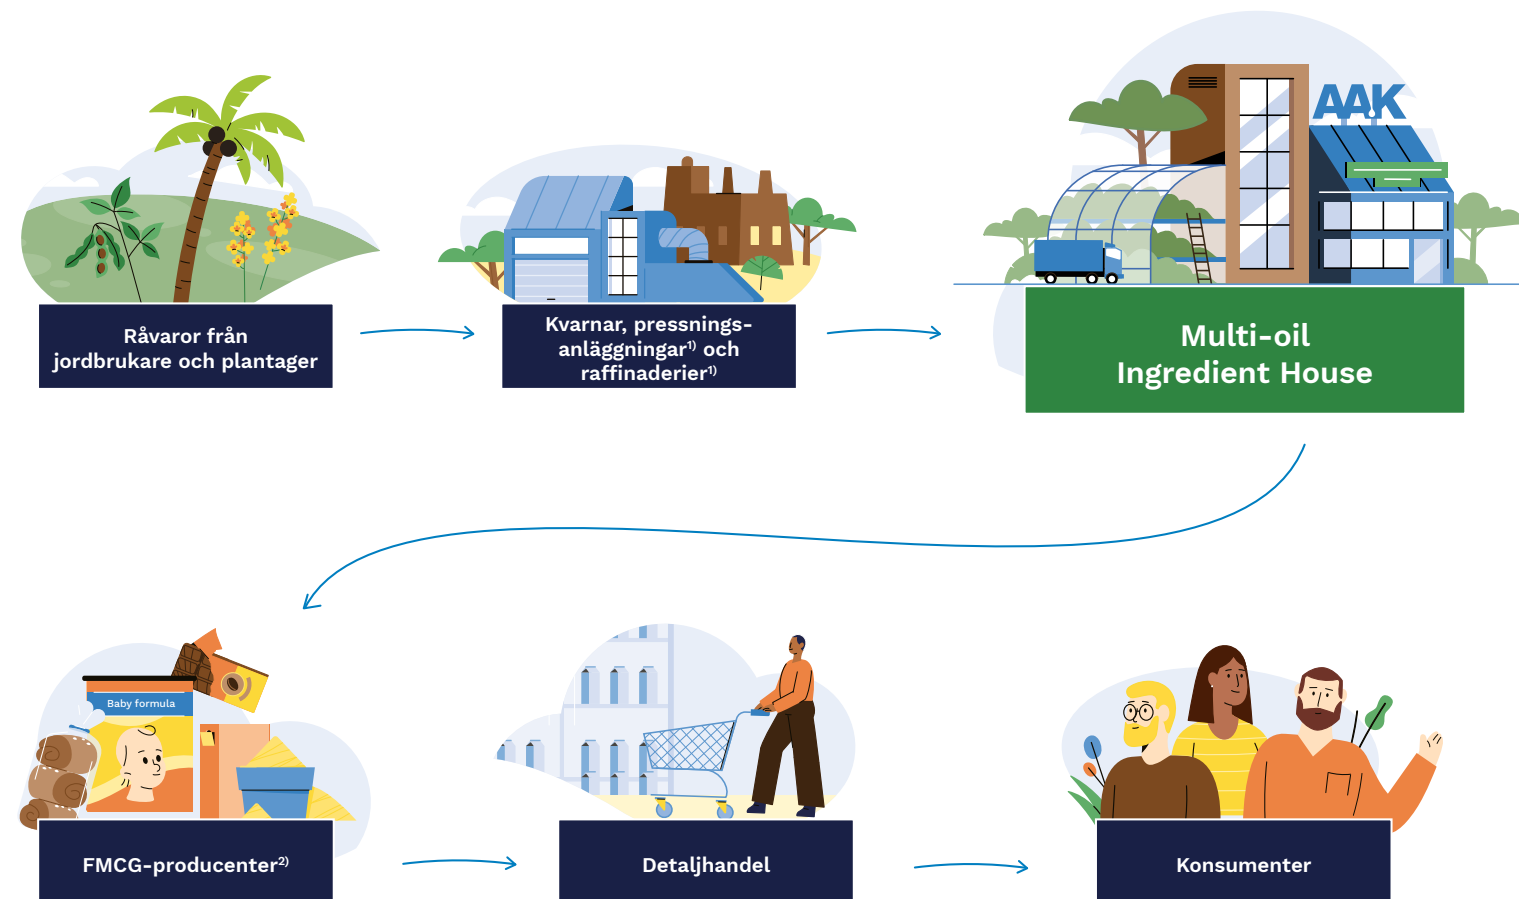 AAK
Råvaror från
jordbrukare och plantager
Kvarnar, pressnings-
anläggningar¹⁾ och
raffinaderier¹⁾
Multi-oil
Ingredient House
Baby formula
FMCG-producenter²⁾
Detaljhandel
Konsumenter